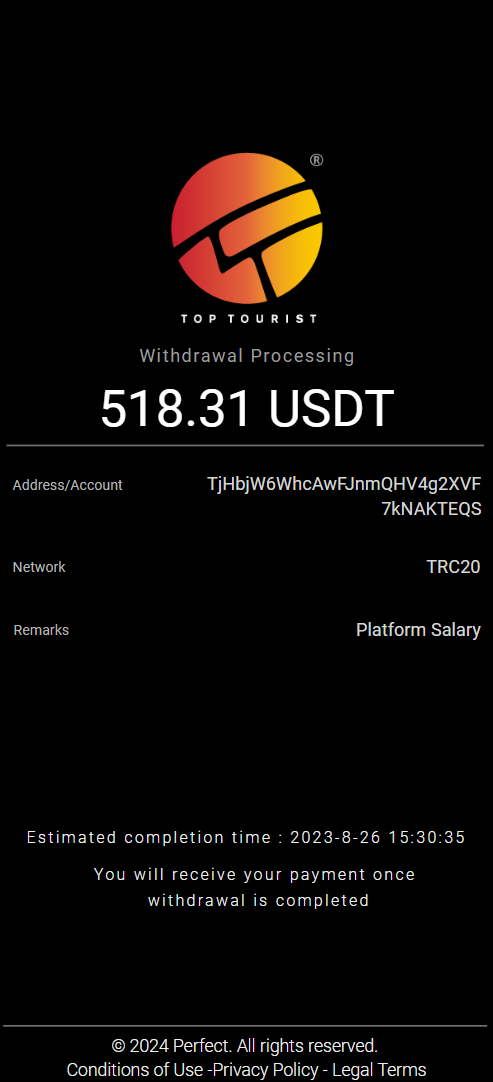 ®
TOP TOURIST
Withdrawal Processing
518.31 USDT
Address/Account TjHbjW6WhcAwFJnmQHV4g2XVF
7kNAKTEQS
Network TRC20
Remarks Platform Salary
Estimated completion time : 2023-8-26 15:30:35
You will receive your payment once
withdrawal is completed
© 2024 Perfect. All rights reserved.
Conditions of Use -Privacy Policy - Legal Terms